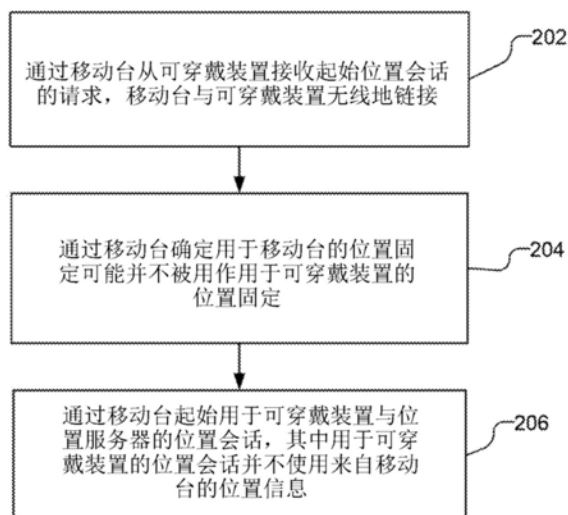 通过移动台从可穿戴装置接收起始位置会话
的请求，移动台与可穿戴装置无线地链接
202
通过移动台确定用于移动台的位置固
定可能并不被用作用于可穿戴装置的
位置固定
204
通过移动台起始用于可穿戴装置与位
置服务器的位置会话，其中用于可穿
戴装置的位置会话并不使用来自移动
台的位置信息
206